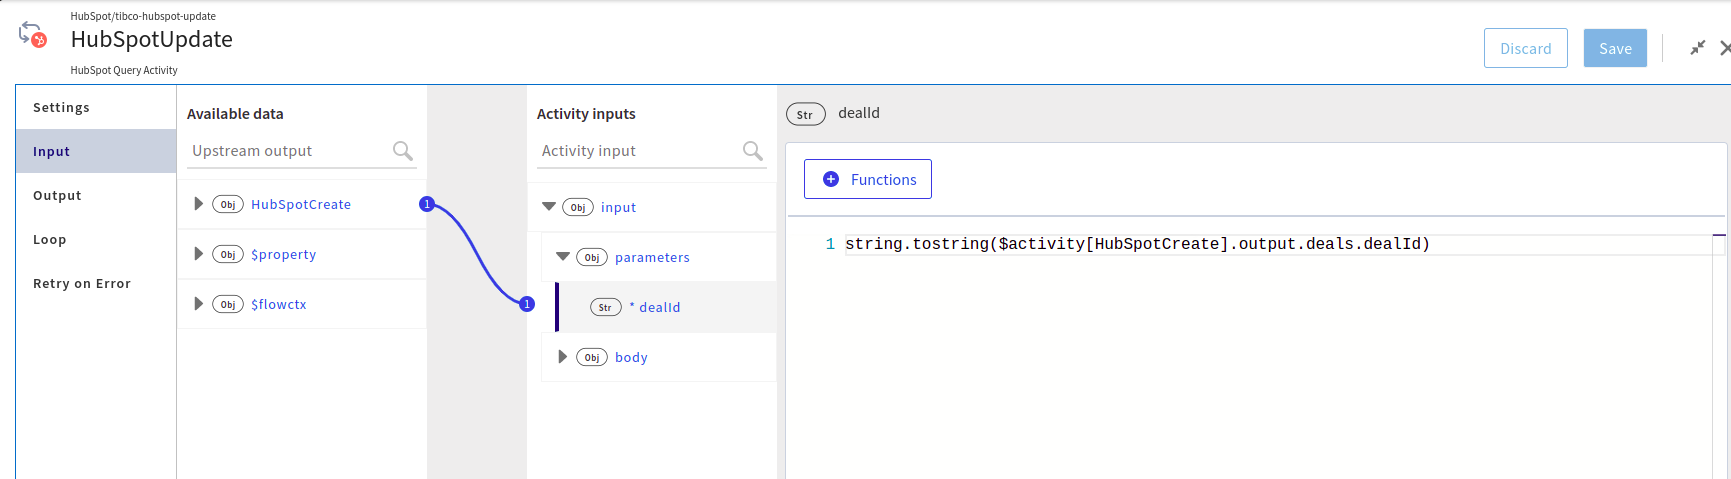 HubSpot/tibco-hubspot-update
HubSpotUpdate
HubSpot Query Activity
Discard
Save
Settings
Input
Output
Loop
Retry on Error
Available data
Upstream output
Obj HubSpotCreate 1
Obj $property
Obj $flowctx
Activity inputs
Activity input
Obj input
Obj parameters
1 Str * dealId
Obj body
Str dealId
Functions
1 string.tostring($activity[HubSpotCreate].output.deals.dealId)